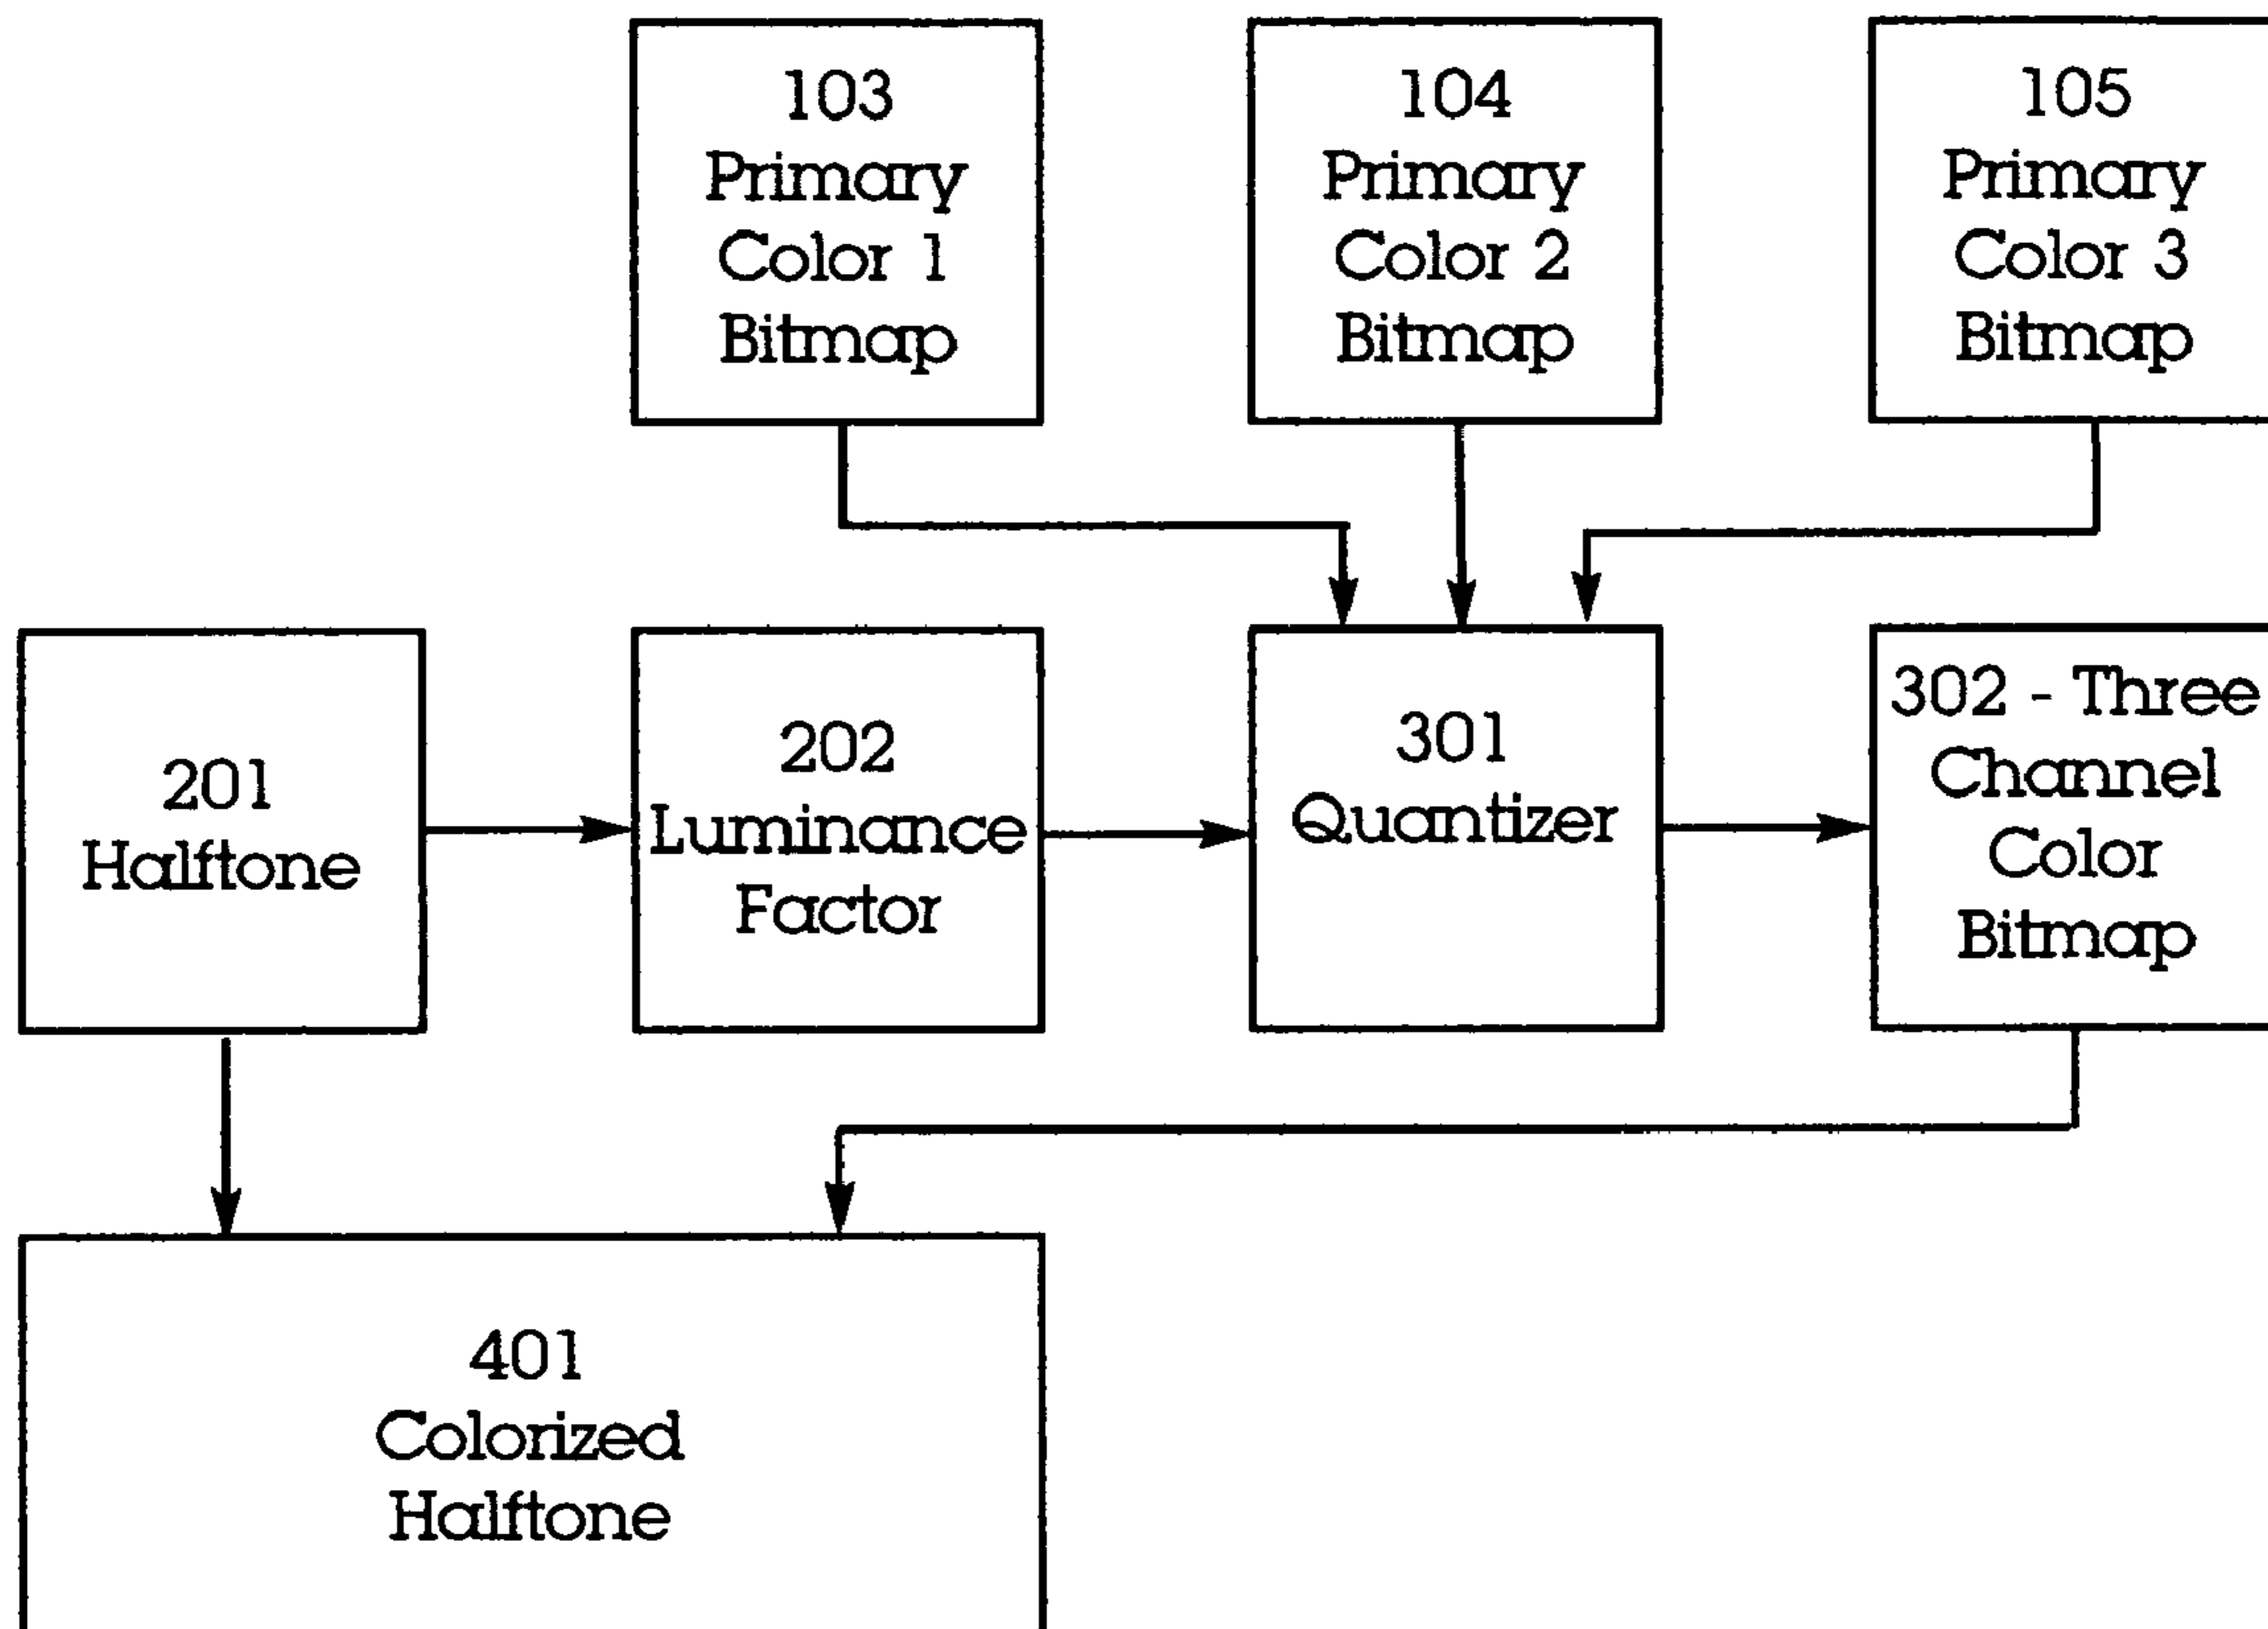 103
Primary
Color 1
Bitmap
104
Primary
Color 2
Bitmap
105
Primary
Color 3
Bitmap
201
Halftone
202
Luminance
Factor
301
Quantizer
302 - Three
Channel
Color
Bitmap
401
Colorized
Halftone